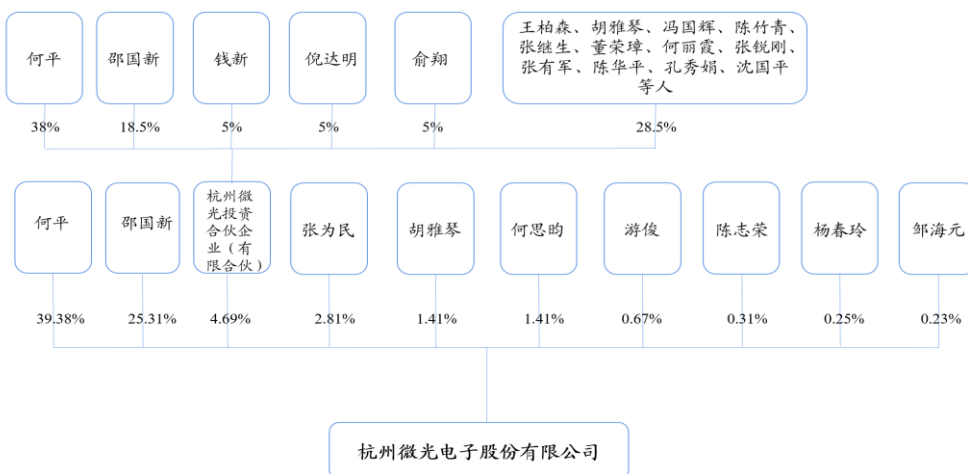 何平
邵国新
钱新
倪达明
俞翔
王柏森、胡雅琴、冯国辉、陈竹青、
张继生、董荣璋、何丽霞、张锐刚、
张有军、陈华平、孔秀娟、沈国平
等人
38%
18.5%
5%
5%
5%
28.5%
何平
邵国新
杭州微
光投资
合伙企
业（有
限合伙）
张为民
胡雅琴
何思昀
游俊
陈志荣
杨春玲
邹海元
39.38%
25.31%
4.69%
2.81%
1.41%
1.41%
0.67%
0.31%
0.25%
0.23%
杭州微光电子股份有限公司